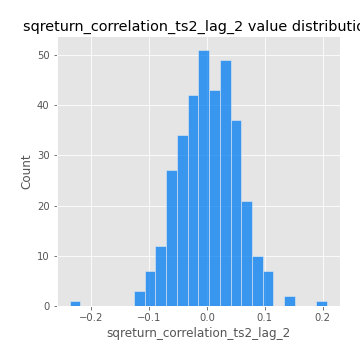 sqreturn_correlation_ts2_lag_2 value distributio
50
40
30
20
10
0
Count
−0.2 −0.1 0.0 0.1 0.2
sqreturn_correlation_ts2_lag_2